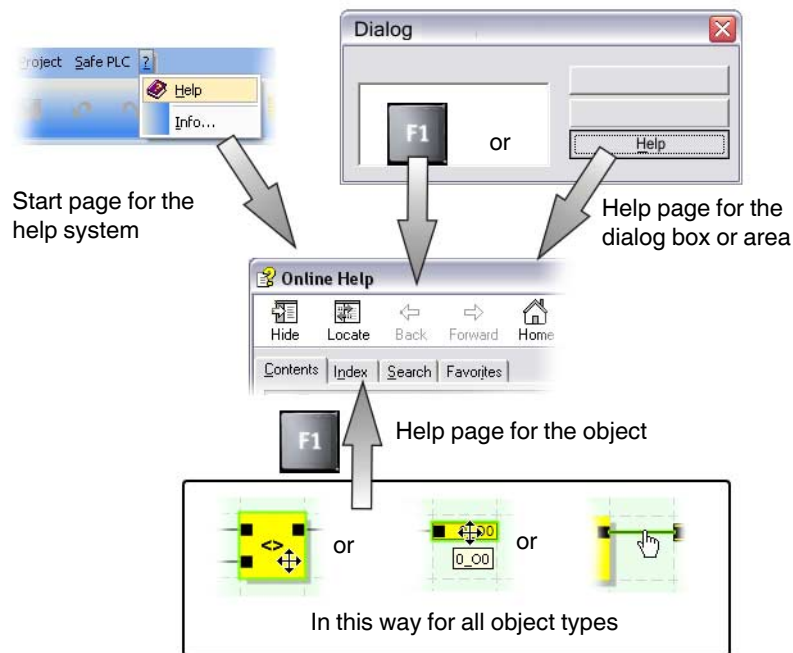 Dialog
Project Safe PLC ?
Help
Info...
F1
or
Help
Start page for the
help system
Help page for the
dialog box or area
Online Help
Hide Locate Back Forward Home
Contents Index Search Favorites
F1
Help page for the object
<>
or
0_O0
or
In this way for all object types